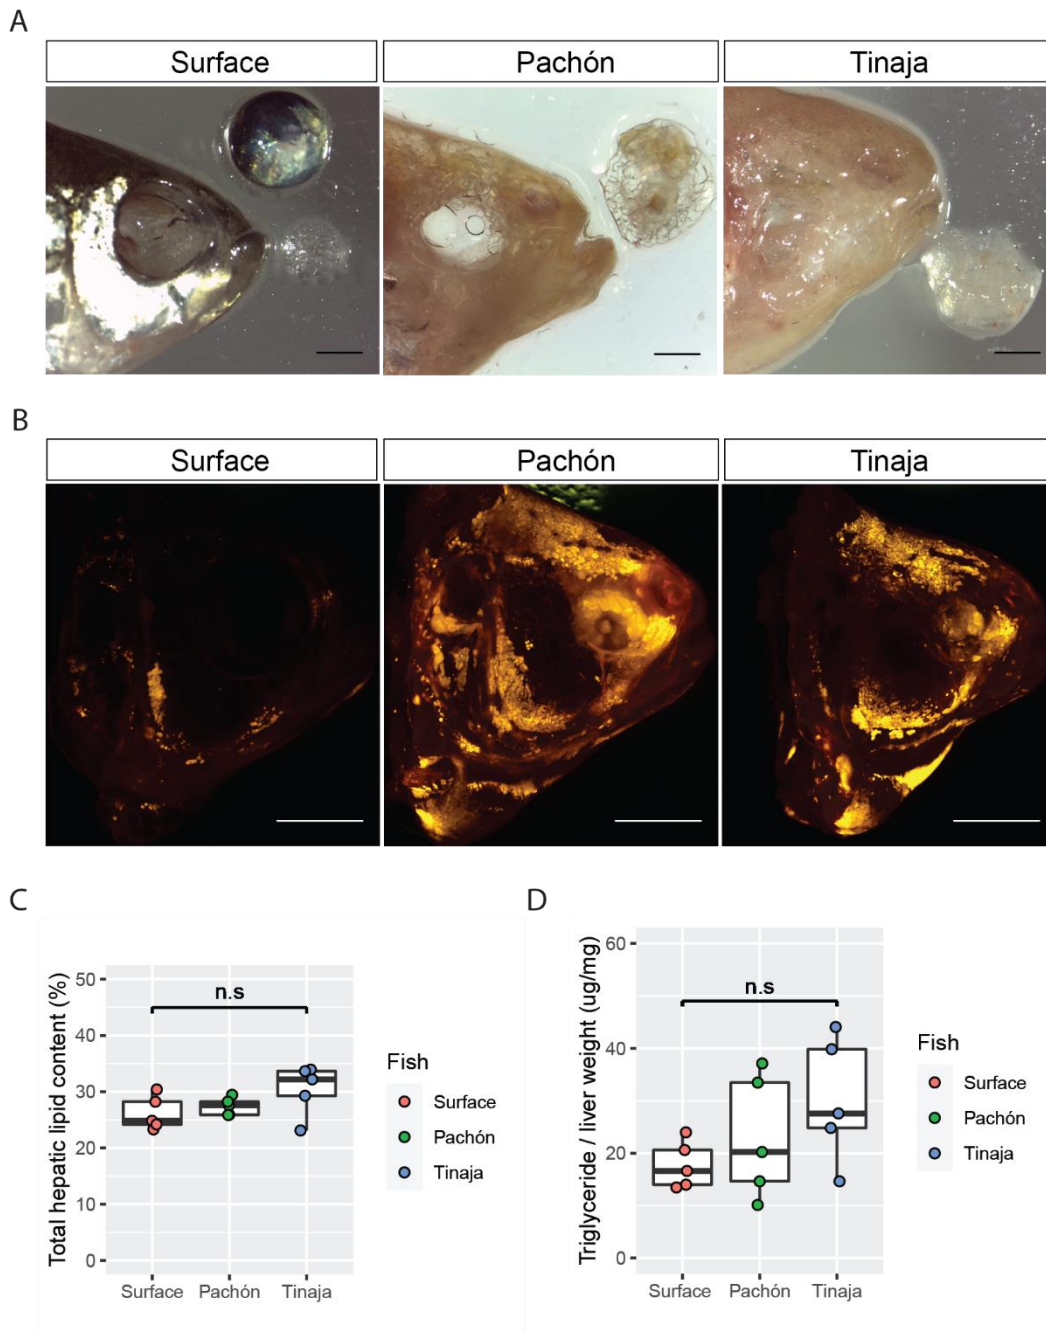 A
Surface
Pachón
Tinaja
B
Surface
Pachón
Tinaja
C
Total hepatic lipid content (%)
50
40
30
20
10
0
n.s
Surface
Pachón
Tinaja
Fish
Surface
Pachón
Tinaja
D
Triglyceride / liver weight (ug/mg)
60
40
20
0
n.s
Surface
Pachón
Tinaja
Fish
Surface
Pachón
Tinaja